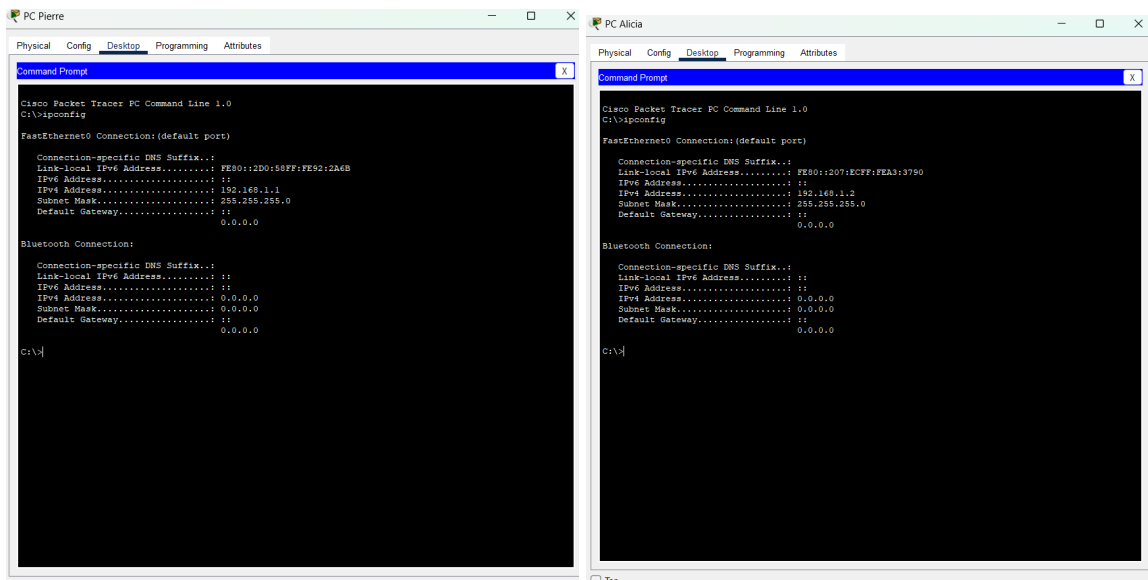 PC Pierre
Physical Config Desktop Programming Attributes
Command Prompt
X
Cisco Packet Tracer PC Command Line 1.0
C:\>ipconfig
FastEthernet0 Connection:(default port)
Connection-specific DNS Suffix..:
Link-local IPv6 Address.........: FE80::2D0:58FF:FE92:2A6B
IPv6 Address....................: ::
IPv4 Address....................: 192.168.1.1
Subnet Mask.....................: 255.255.255.0
Default Gateway.................: ::
0.0.0.0
Bluetooth Connection:
Connection-specific DNS Suffix..:
Link-local IPv6 Address.........: ::
IPv6 Address....................: ::
IPv4 Address....................: 0.0.0.0
Subnet Mask.....................: 0.0.0.0
Default Gateway.................: ::
0.0.0.0
C:\>
PC Alicia
Physical Config Desktop Programming Attributes
Command Prompt
X
Cisco Packet Tracer PC Command Line 1.0
C:\>ipconfig
FastEthernet0 Connection:(default port)
Connection-specific DNS Suffix..:
Link-local IPv6 Address.........: FE80::207:ECFF:FEA3:3790
IPv6 Address....................: ::
IPv4 Address....................: 192.168.1.2
Subnet Mask.....................: 255.255.255.0
Default Gateway.................: ::
0.0.0.0
Bluetooth Connection:
Connection-specific DNS Suffix..:
Link-local IPv6 Address.........: ::
IPv6 Address....................: ::
IPv4 Address....................: 0.0.0.0
Subnet Mask.....................: 0.0.0.0
Default Gateway.................: ::
0.0.0.0
C:\>